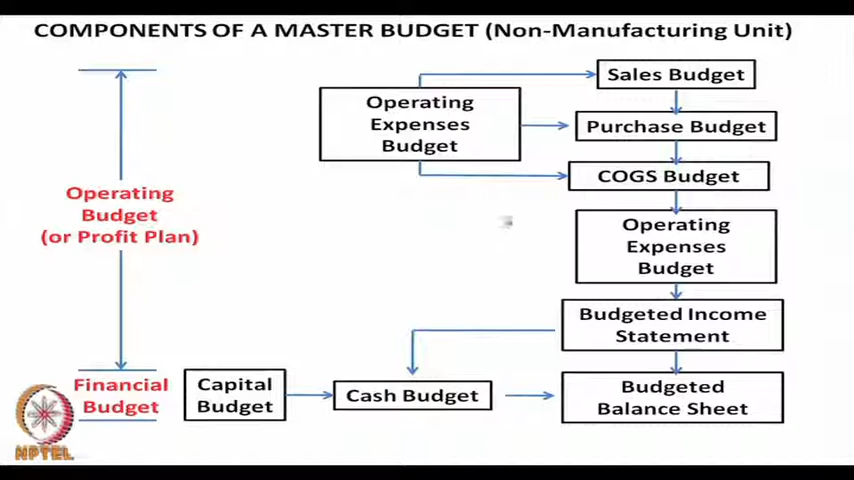 COMPONENTS OF A MASTER BUDGET (Non-Manufacturing Unit)
Sales Budget
Operating
Expenses
Budget
Purchase Budget
COGS Budget
Operating
Budget
(or Profit Plan)
Operating
Expenses
Budget
Budgeted Income
Statement
Financial
Budget
Capital
Budget
Cash Budget
Budgeted
Balance Sheet
NPTEL